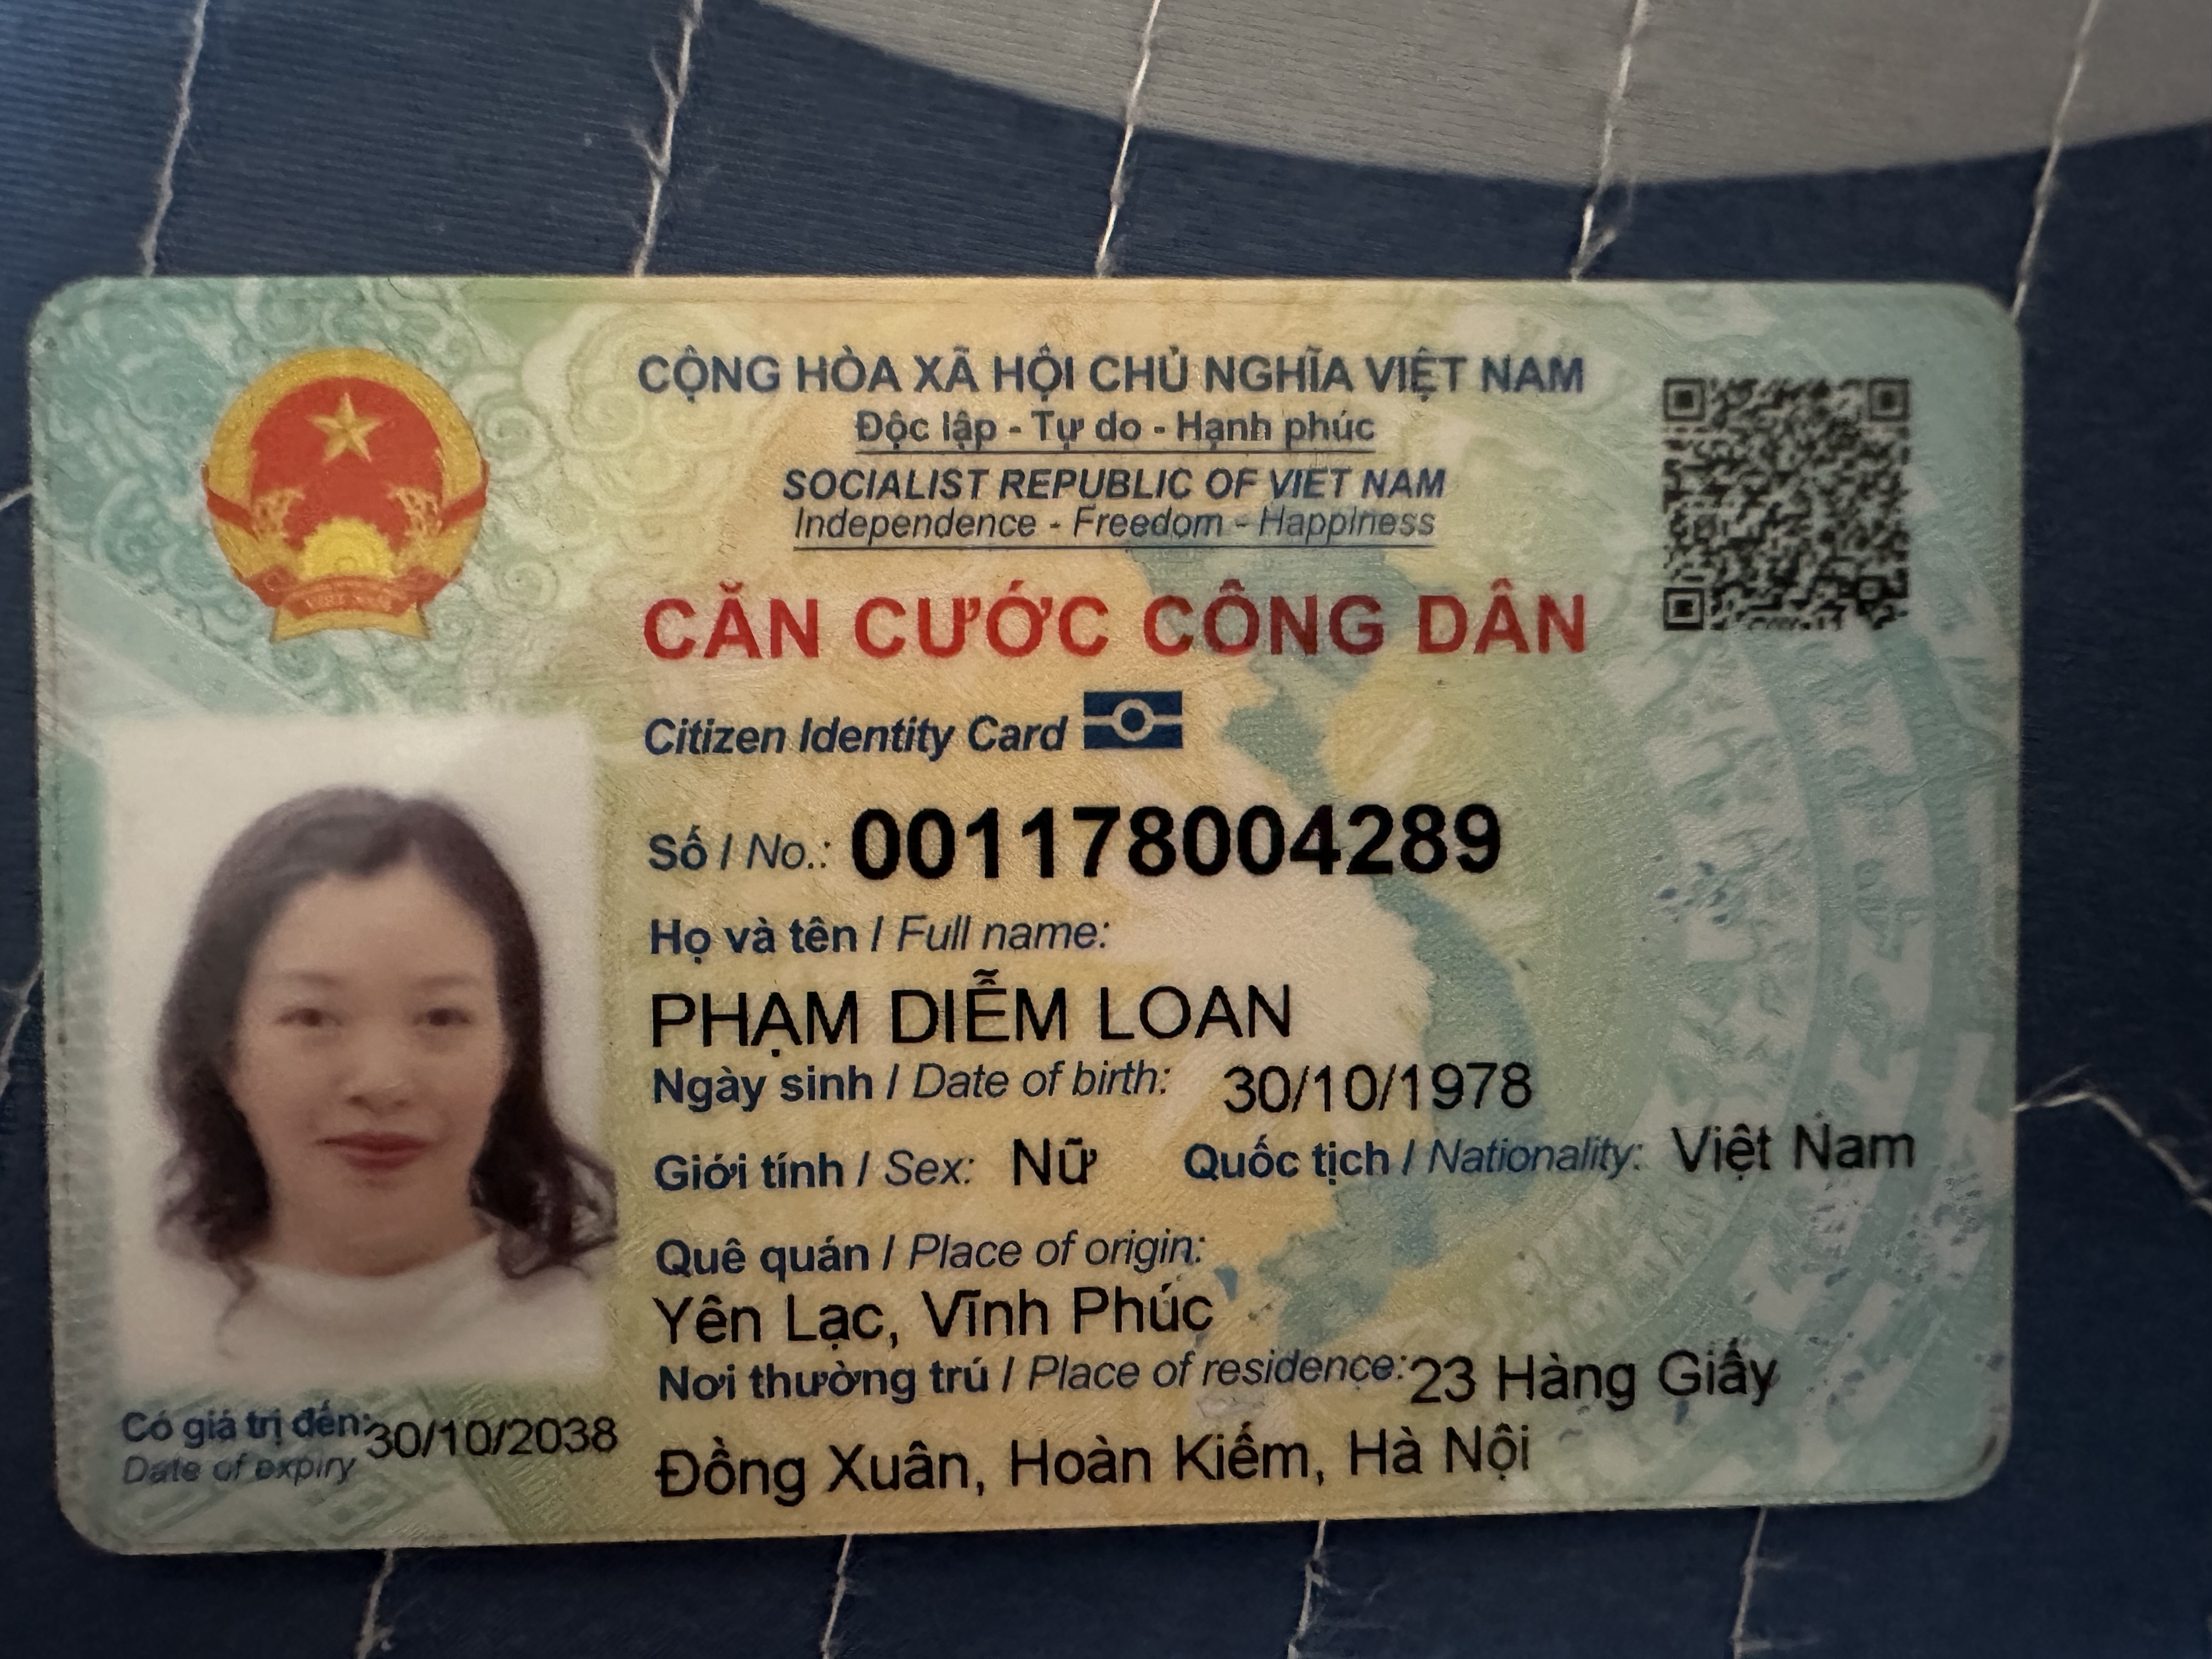 CỘNG HÒA XÃ HỘI CHỦ NGHĨA VIỆT NAM
Độc lập - Tự do - Hạnh phúc
SOCIALIST REPUBLIC OF VIET NAM
Independence - Freedom - Happiness
CĂN CƯỚC CÔNG DÂN
Citizen Identity Card
Số / No.: 001178004289
Họ và tên / Full name:
PHẠM DIỄM LOAN
Ngày sinh / Date of birth: 30/10/1978
Giới tính / Sex: Nữ Quốc tịch / Nationality: Việt Nam
Quê quán / Place of origin:
Yên Lạc, Vĩnh Phúc
Nơi thường trú / Place of residence: 23 Hàng Giấy
Đồng Xuân, Hoàn Kiếm, Hà Nội
Có giá trị đến: 30/10/2038
Date of expiry